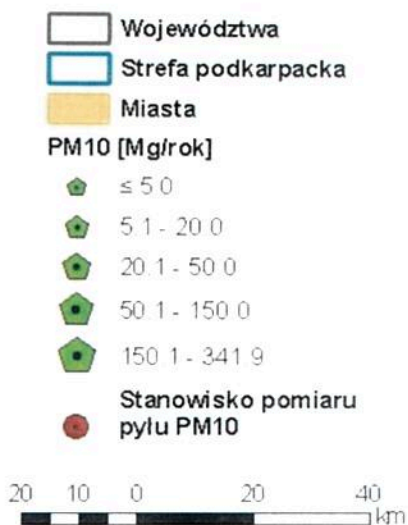 Województwa
Strefa podkarpacka
Miasta
PM10 [Mg/rok]
≤ 5 0
5 1 - 20 0
20 1 - 50 0
50 1 - 150 0
150 1 - 341 9
Stanowisko pomiaru
pyłu PM10
20 10 0 20 40
km